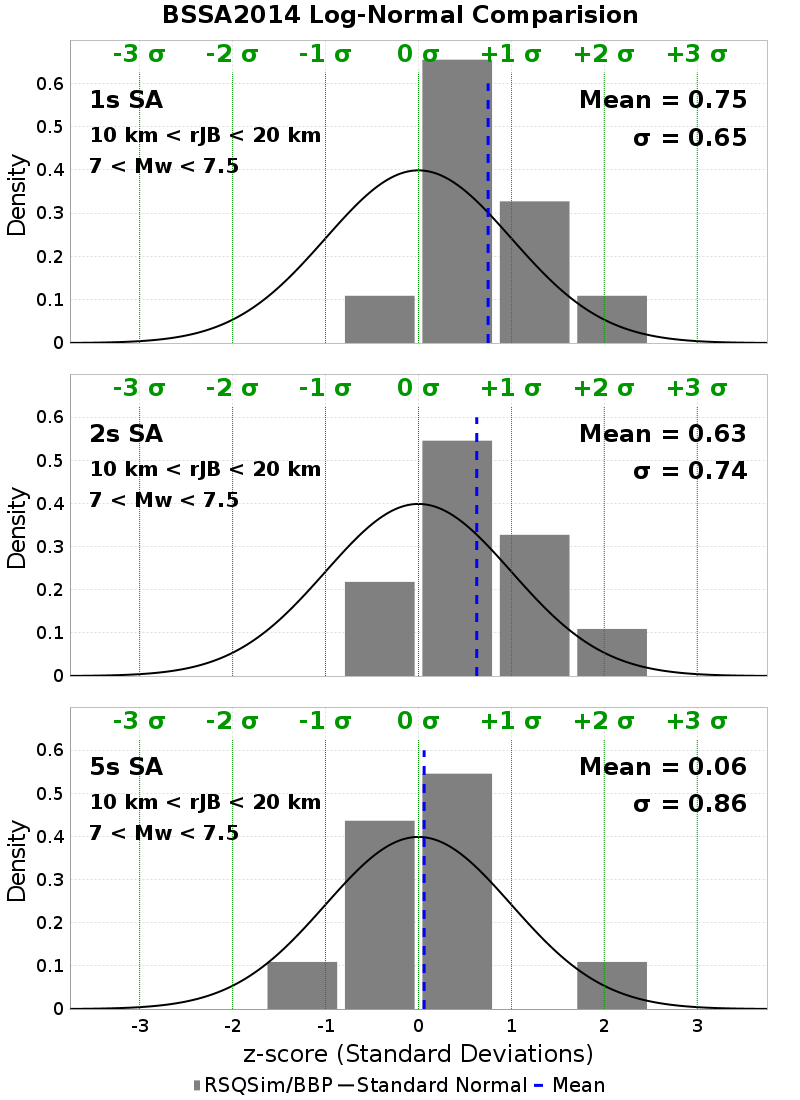 BSSA2014 Log-Normal Comparision
-3 σ -2 σ -1 σ 0 σ +1 σ +2 σ +3 σ
0.6
1s SA Mean = 0.75
0.5
10 km < rJB < 20 km σ = 0.65
7 < Mw < 7.5
0.4
0.3
0.2
0.1
0
Density
-3 σ -2 σ -1 σ 0 σ +1 σ +2 σ +3 σ
0.6
2s SA Mean = 0.63
0.5
10 km < rJB < 20 km σ = 0.74
7 < Mw < 7.5
0.4
0.3
0.2
0.1
0
Density
-3 σ -2 σ -1 σ 0 σ +1 σ +2 σ +3 σ
0.6
5s SA Mean = 0.06
0.5
10 km < rJB < 20 km σ = 0.86
7 < Mw < 7.5
0.4
0.3
0.2
0.1
0
Density
-3 -2 -1 0 1 2 3
z-score (Standard Deviations)
RSQSim/BBP Standard Normal Mean